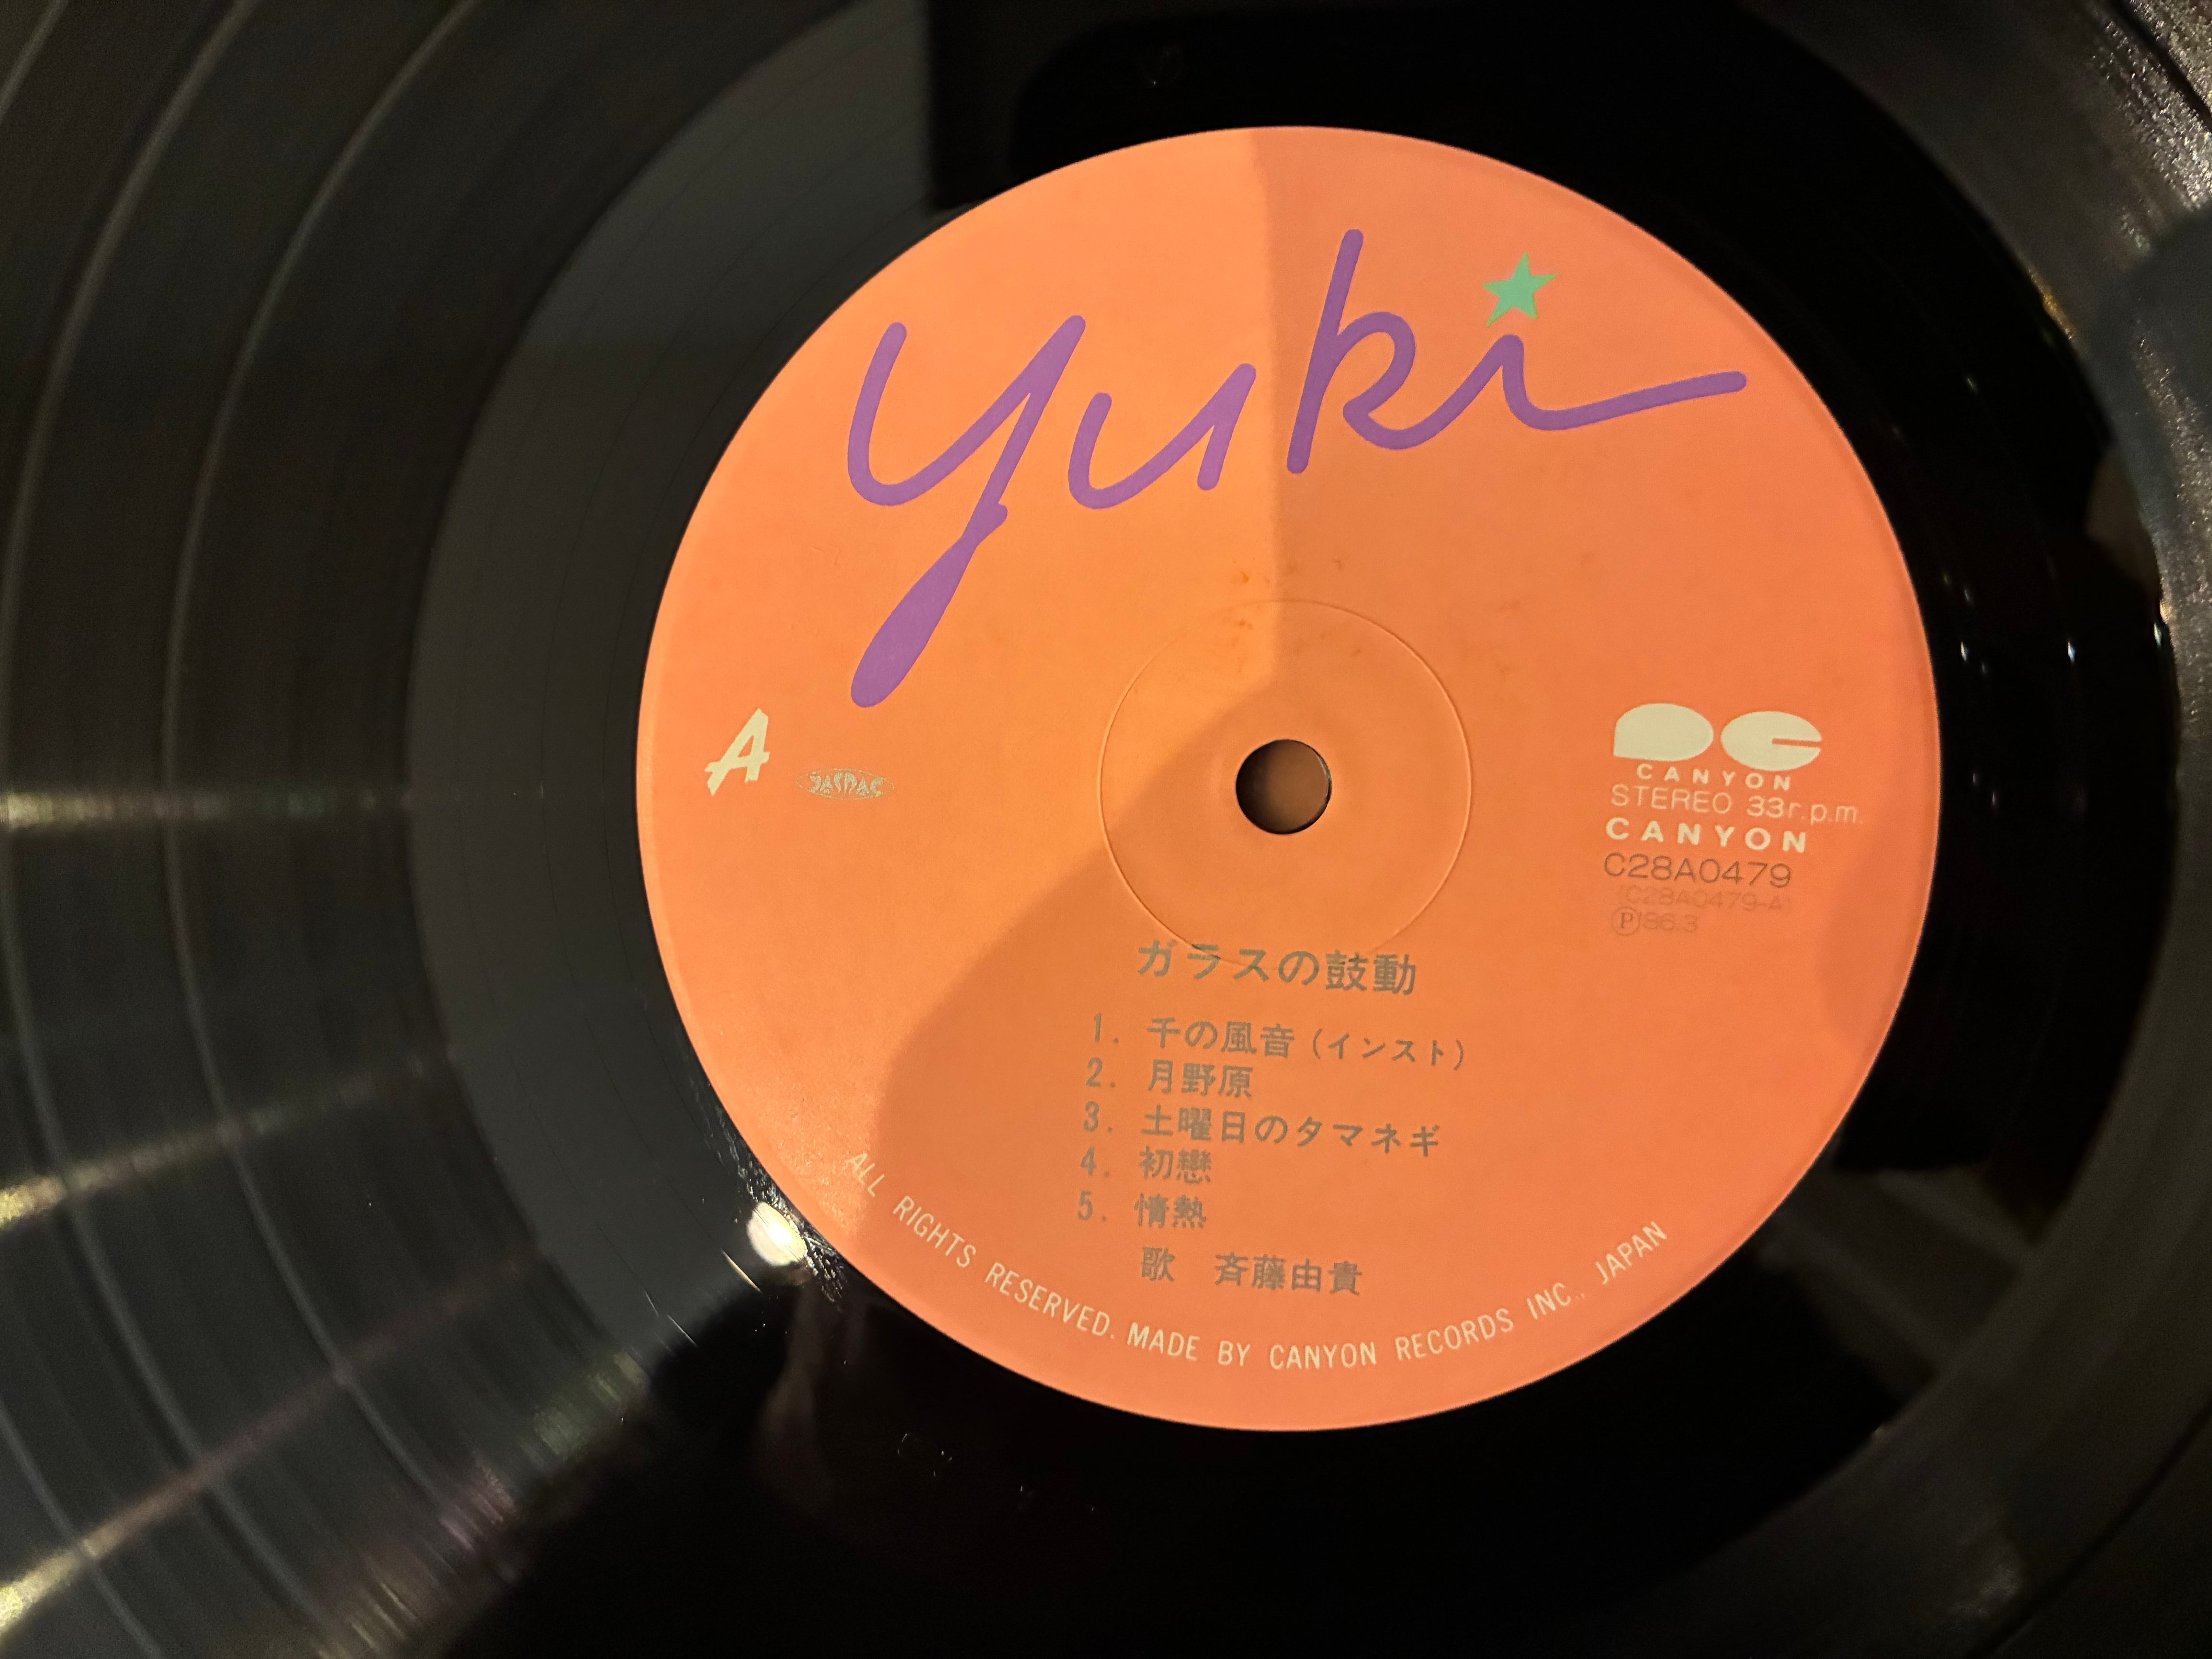 yuki
A
JASRAC
CANYON
STEREO 33r.p.m.
CANYON
C28A0479
(C28A0479-A)
Ⓟ'86.3
ガラスの鼓動
1. 千の風音(インスト)
2. 月野原
3. 土曜日のタマネギ
4. 初戀
5. 情熱
歌 斉藤由貴
ALL RIGHTS RESERVED. MADE BY CANYON RECORDS INC., JAPAN